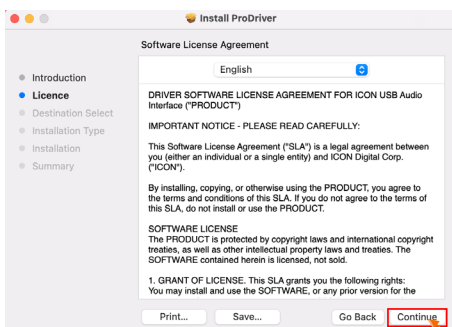 Install ProDriver
Software License Agreement
Introduction
Licence
Destination Select
Installation Type
Installation
Summary
English
DRIVER SOFTWARE LICENSE AGREEMENT FOR ICON USB Audio
Interface ("PRODUCT")
IMPORTANT NOTICE - PLEASE READ CAREFULLY:
This Software License Agreement ("SLA") is a legal agreement between
you (either an individual or a single entity) and ICON Digital Corp.
("ICON").
By installing, copying, or otherwise using the PRODUCT, you agree to
the terms and conditions of this SLA. If you do not agree to the terms of
this SLA, do not install or use the PRODUCT.
SOFTWARE LICENSE
The PRODUCT is protected by copyright laws and international copyright
treaties, as well as other intellectual property laws and treaties. The
SOFTWARE contained herein is licensed, not sold.
1. GRANT OF LICENSE. This SLA grants you the following rights:
You may install and use the SOFTWARE, or any prior version for the
Print...
Save...
Go Back
Continue